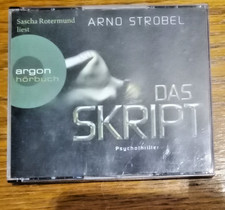 Sascha Rotermund
liest
ARNO STROBEL
argon
hörbuch
DAS
SKRIPT
Psychothriller